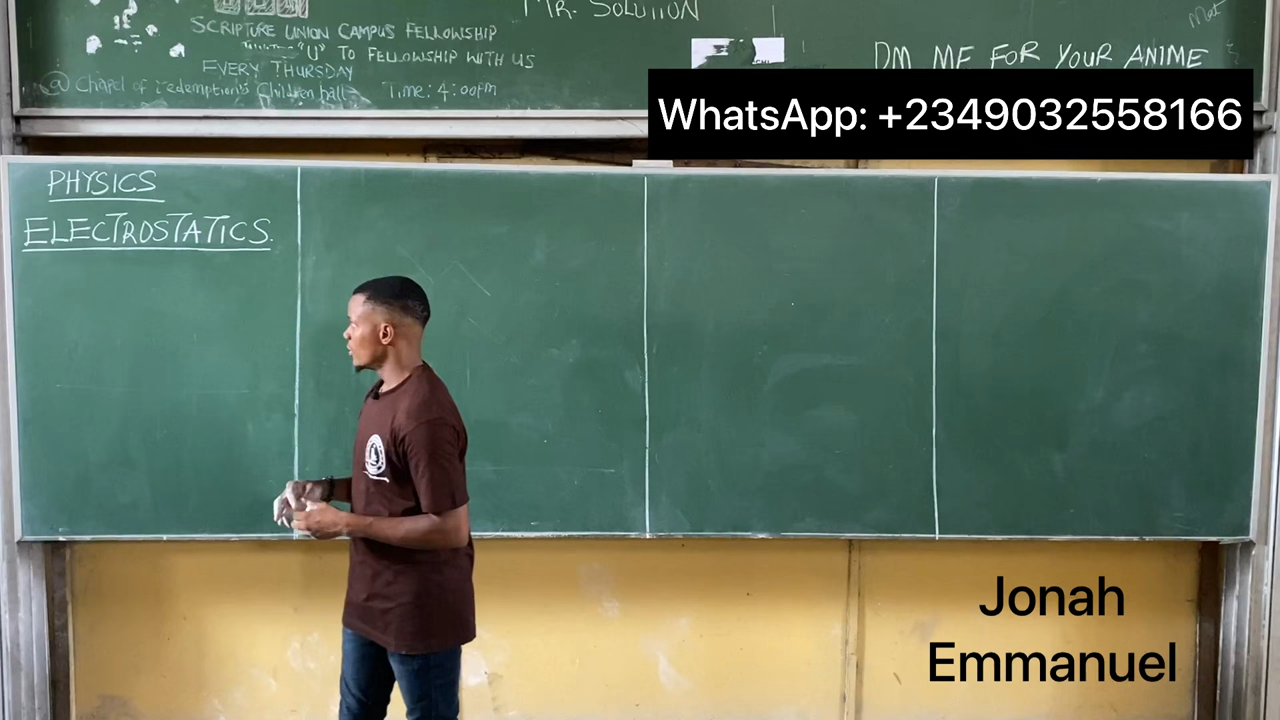 MR. SOLUTION
SCRIPTURE UNION CAMPUS FELLOWSHIP
"U" TO FELLOWSHIP WITH US
EVERY THURSDAY
@ Chapel of redemption's Children hall Time: 4:00pm
DM ME FOR YOUR ANIME
WhatsApp: +2349032558166
PHYSICS
ELECTROSTATICS.
Jonah
Emmanuel